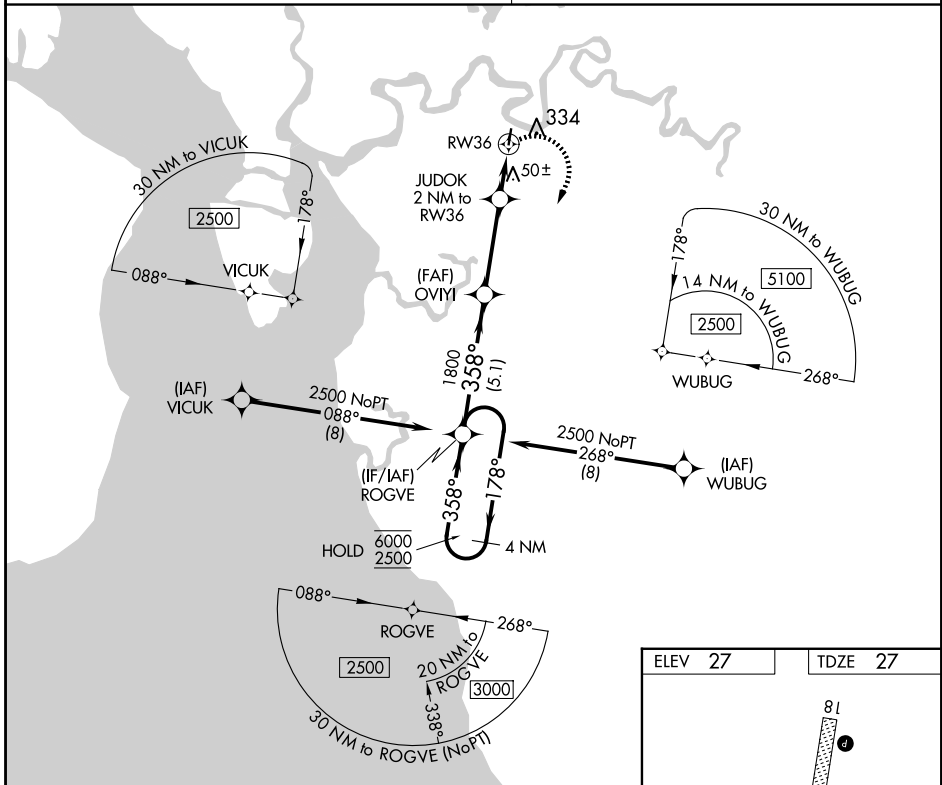 334
RW36
50±
JUDOK
2 NM to
RW36
30 NM to VICUK
2500
178°
088°
VICUK
(FAF)
OVIYI
30 NM to WUBUG
5100
178°
14 NM to WUBUG
2500
WUBUG
268°
1800
358°
(5.1)
(IAF)
VICUK
2500 NoPT
088°
(8)
2500 NoPT
268°
(8)
(IAF)
WUBUG
(IF/IAF)
ROGVE
358°
178°
HOLD
6000
2500
4 NM
088°
ROGVE
268°
2500
20 NM to
ROGVE
3000
338°
30 NM to ROGVE (NoPT)
ELEV 27
TDZE 27
18
P